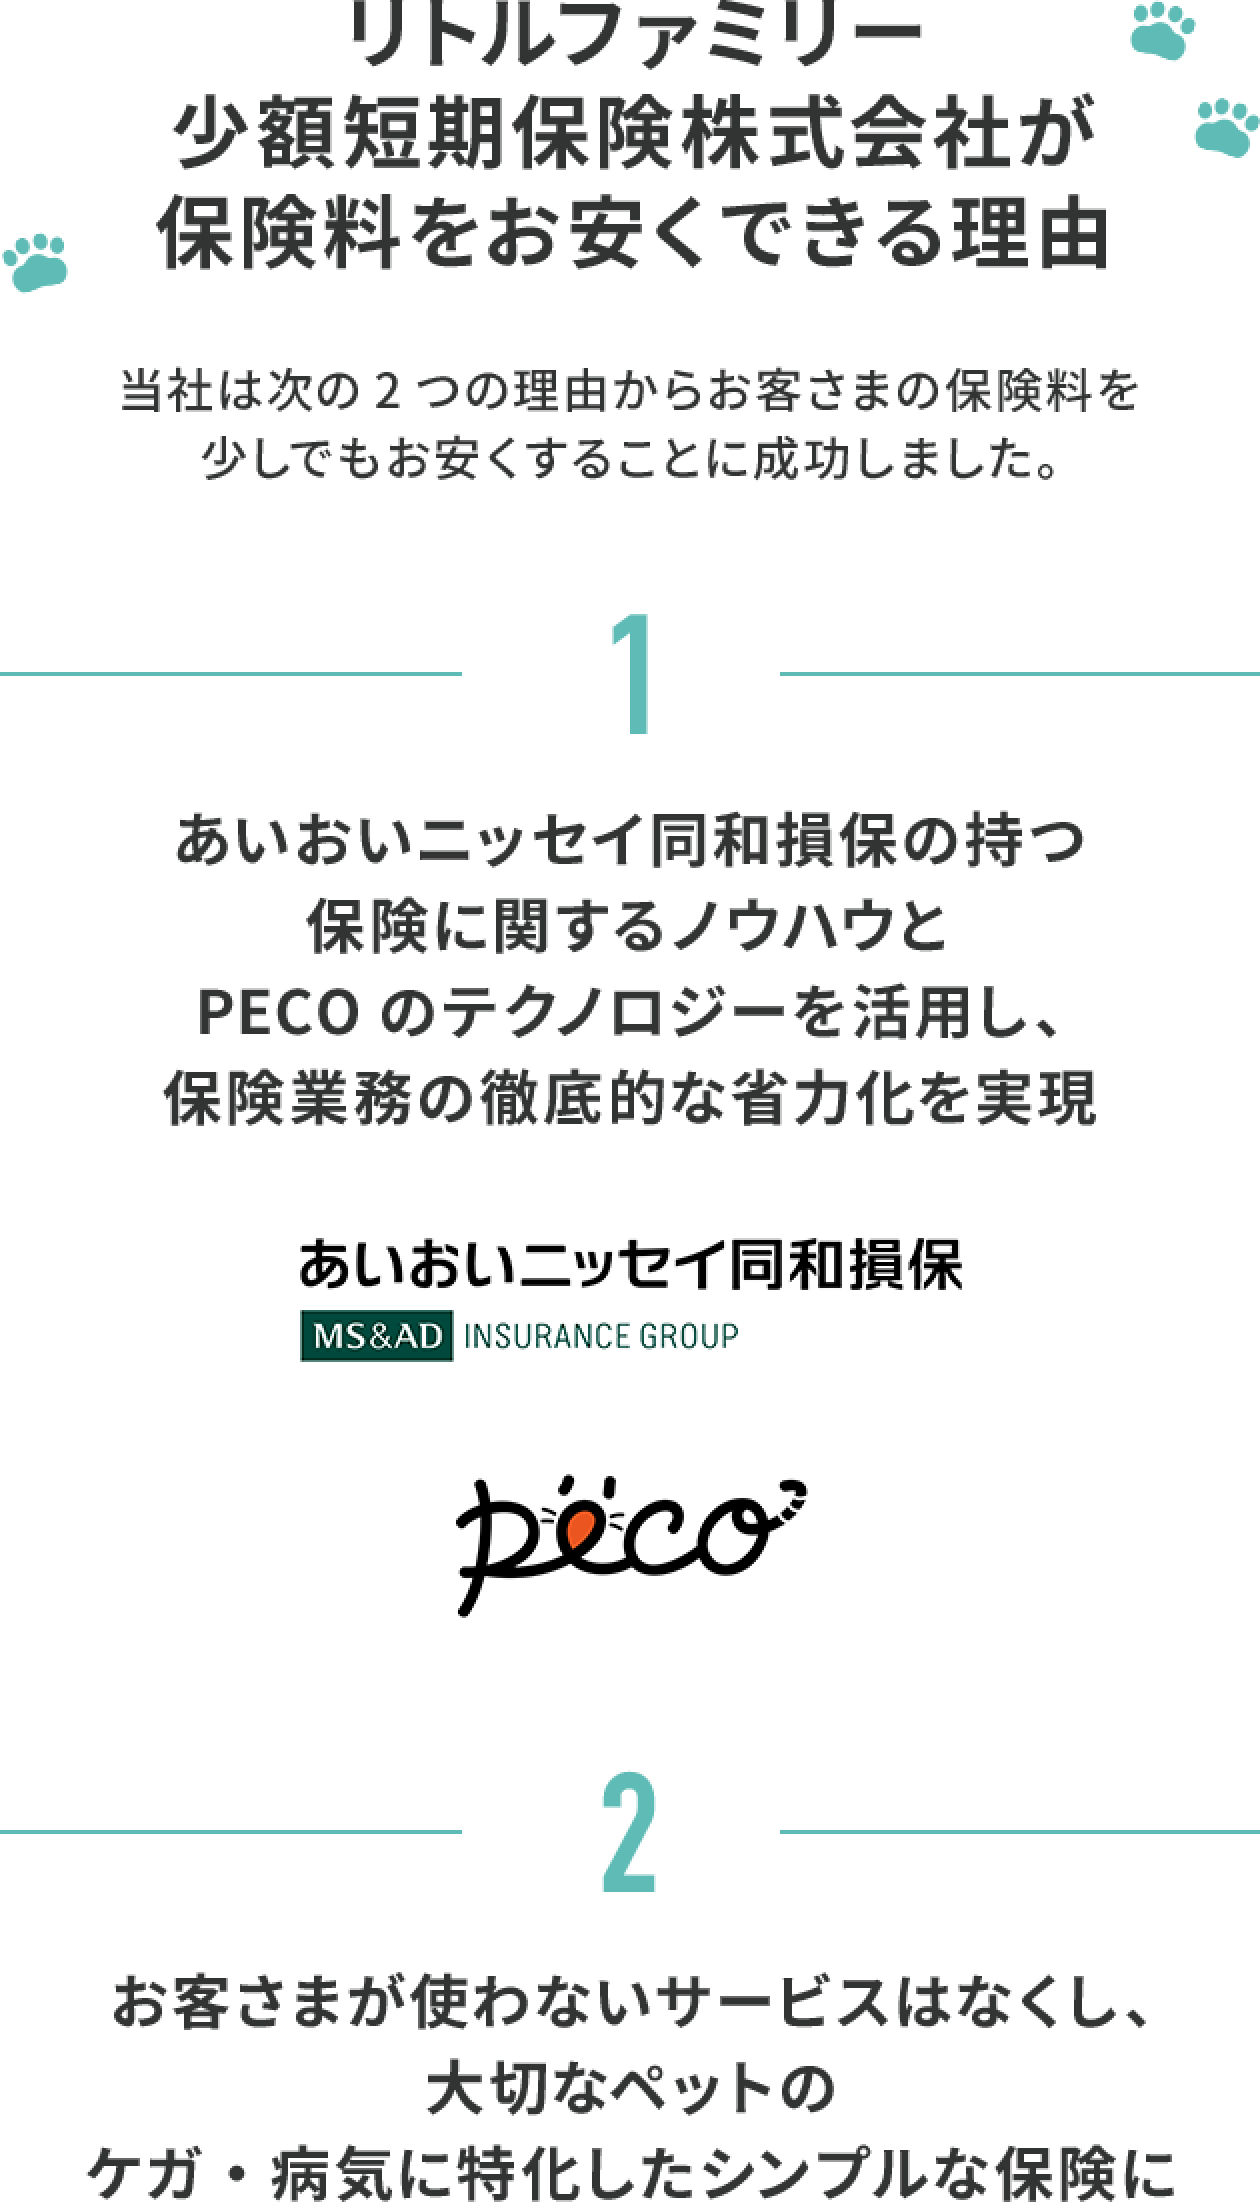 リトルファミリー
少額短期保険株式会社が
保険料をお安くできる理由
当社は次の 2 つの理由からお客さまの保険料を
少しでもお安くすることに成功しました。
1
あいおいニッセイ同和損保の持つ
保険に関するノウハウと
PECO のテクノロジーを活用し、
保険業務の徹底的な省力化を実現
あいおいニッセイ同和損保
MS&AD INSURANCE GROUP
peco
2
お客さまが使わないサービスはなくし、
大切なペットの
ケガ・病気に特化したシンプルな保険に